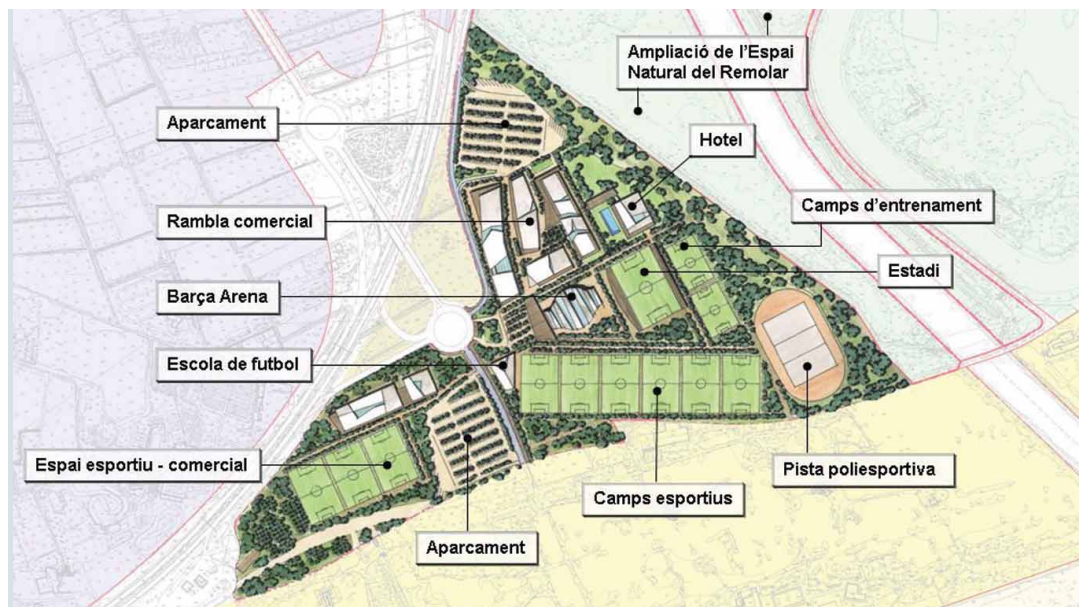 Ampliació de l'Espai
Natural del Remolar
Aparcament
Hotel
Rambla comercial
Camps d'entrenament
Estadi
Barça Arena
Escola de futbol
Espai esportiu - comercial
Pista poliesportiva
Camps esportius
Aparcament